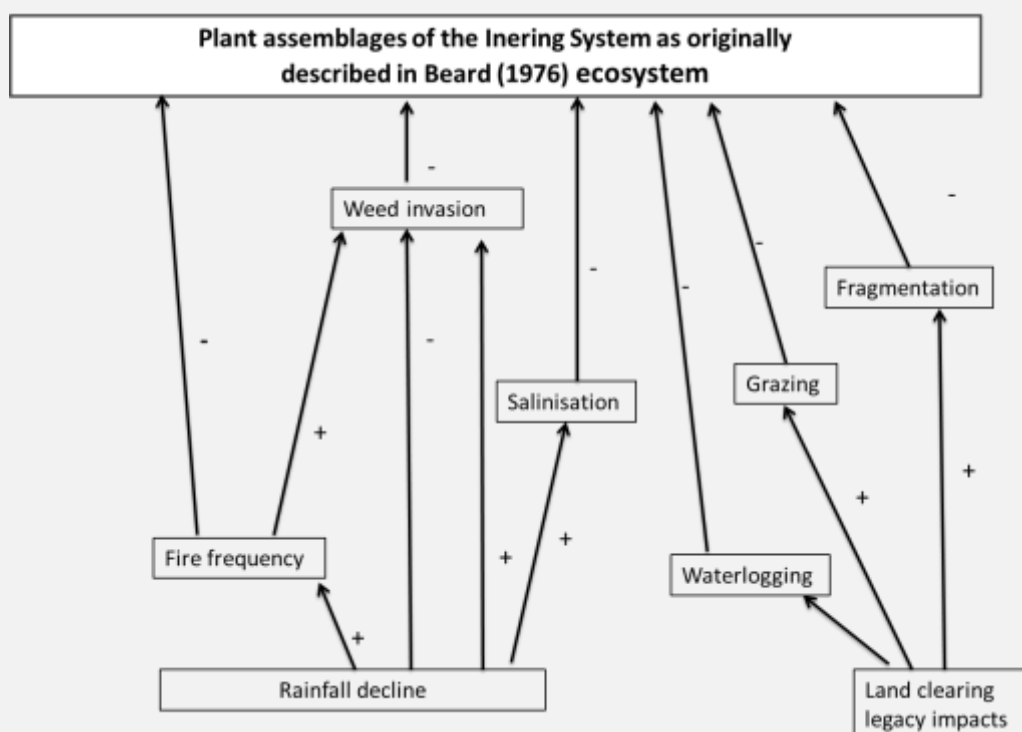 Plant assemblages of the Inering System as originally
described in Beard (1976) ecosystem
-
Weed invasion
-
-
-
-
Fragmentation
-
-
Grazing
Salinisation
+
+
+
Fire frequency
+
+
Waterlogging
+
Rainfall decline
Land clearing
legacy impacts